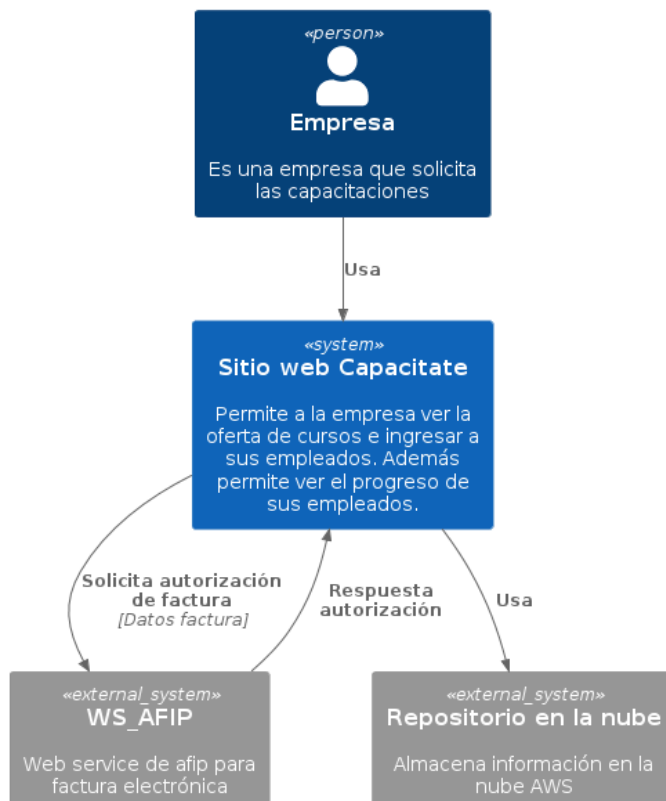 «person»
Empresa
Es una empresa que solicita
las capacitaciones
Usa
«system»
Sitio web Capacitate
Permite a la empresa ver la
oferta de cursos e ingresar a
sus empleados. Además
permite ver el progreso de
sus empleados.
Solicita autorización
de factura
[Datos factura]
Respuesta
autorización
Usa
«external_system»
WS_AFIP
Web service de afip para
factura electrónica
«external_system»
Repositorio en la nube
Almacena información en la
nube AWS